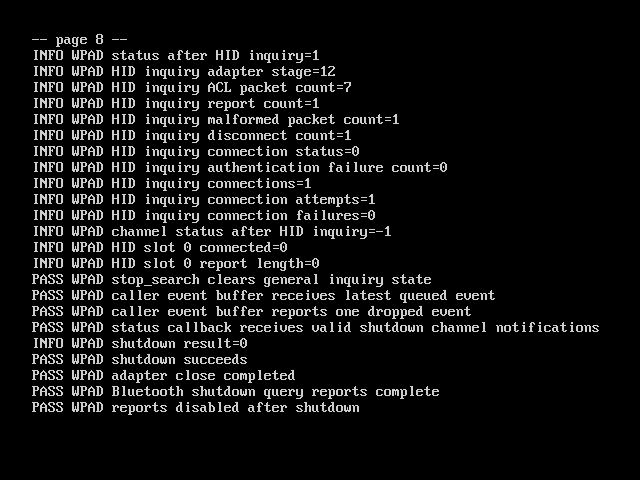 -- page 8 --
INFO WPAD status after HID inquiry=1
INFO WPAD HID inquiry adapter stage=12
INFO WPAD HID inquiry ACL packet count=7
INFO WPAD HID inquiry report count=1
INFO WPAD HID inquiry malformed packet count=1
INFO WPAD HID inquiry disconnect count=1
INFO WPAD HID inquiry connection status=0
INFO WPAD HID inquiry authentication failure count=0
INFO WPAD HID inquiry connections=1
INFO WPAD HID inquiry connection attempts=1
INFO WPAD HID inquiry connection failures=0
INFO WPAD channel status after HID inquiry=-1
INFO WPAD HID slot 0 connected=0
INFO WPAD HID slot 0 report length=0
PASS WPAD stop_search clears general inquiry state
PASS WPAD caller event buffer receives latest queued event
PASS WPAD caller event buffer reports one dropped event
PASS WPAD status callback receives valid shutdown channel notifications
INFO WPAD shutdown result=0
PASS WPAD shutdown succeeds
PASS WPAD adapter close completed
PASS WPAD Bluetooth shutdown query reports complete
PASS WPAD reports disabled after shutdown